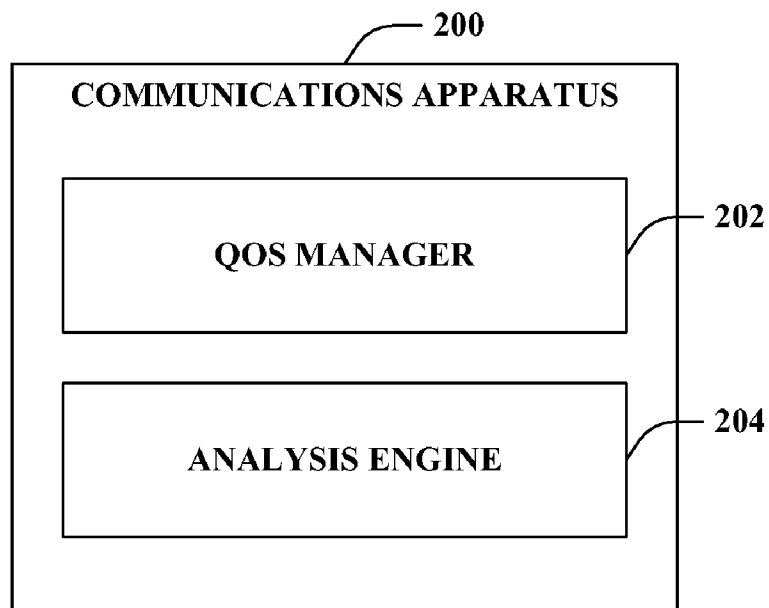 200
COMMUNICATIONS APPARATUS
202
QOS MANAGER
204
ANALYSIS ENGINE